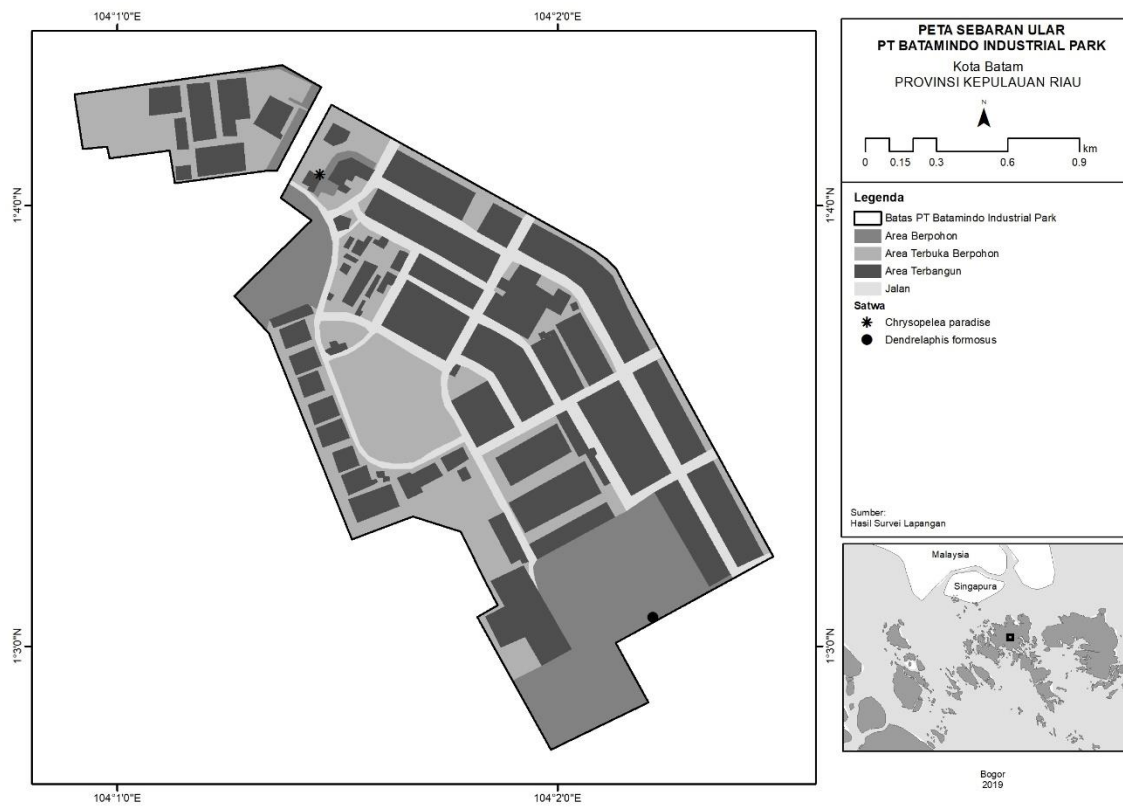 104°1'0"E
104°2'0"E
1°4'0"N
1°4'0"N
1°3'0"N
1°3'0"N
104°1'0"E
104°2'0"E
PETA SEBARAN ULAR
PT BATAMINDO INDUSTRIAL PARK
Kota Batam
PROVINSI KEPULAUAN RIAU
N
km
0 0.15 0.3 0.6 0.9
Legenda
Batas PT Batamindo Industrial Park
Area Berpohon
Area Terbuka Berpohon
Area Terbangun
Jalan
Satwa
Chrysopelea paradise
Dendrelaphis formosus
Sumber:
Hasil Survei Lapangan
Malaysia
Singapura
Bogor
2019